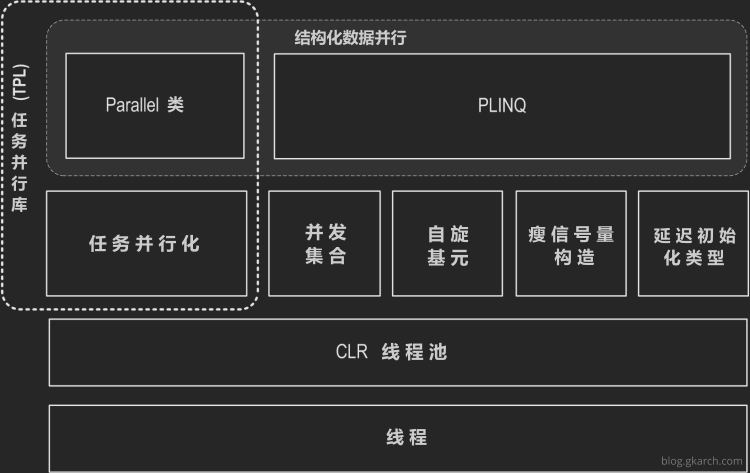 结构化数据并行
任务并行库 (TPL)
Parallel 类
PLINQ
任务并行化
并发
集合
自旋
基元
瘦信号量
构造
延迟初始
化类型
CLR 线程池
线程
blog.gkarch.com